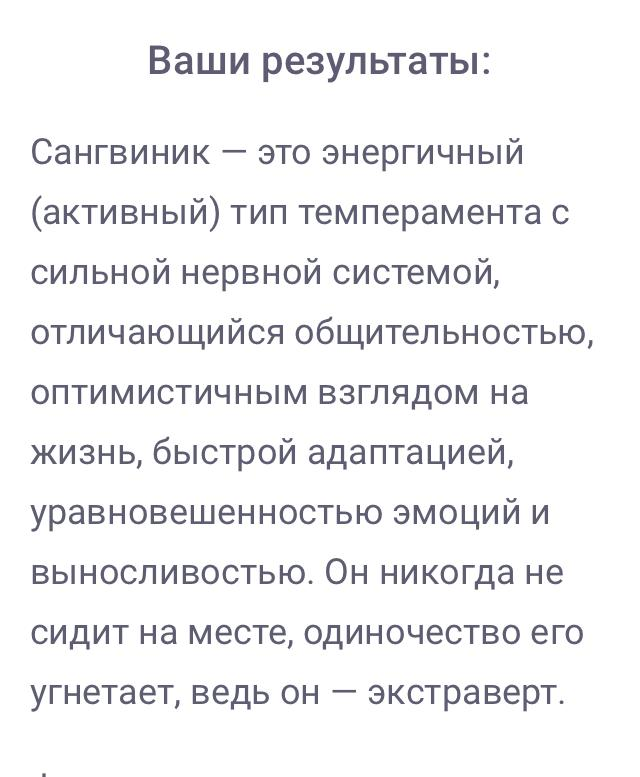 Ваши результаты:
Сангвиник — это энергичный
(активный) тип темперамента с
сильной нервной системой,
отличающийся общительностью,
оптимистичным взглядом на
жизнь, быстрой адаптацией,
уравновешенностью эмоций и
выносливостью. Он никогда не
сидит на месте, одиночество его
угнетает, ведь он — экстраверт.